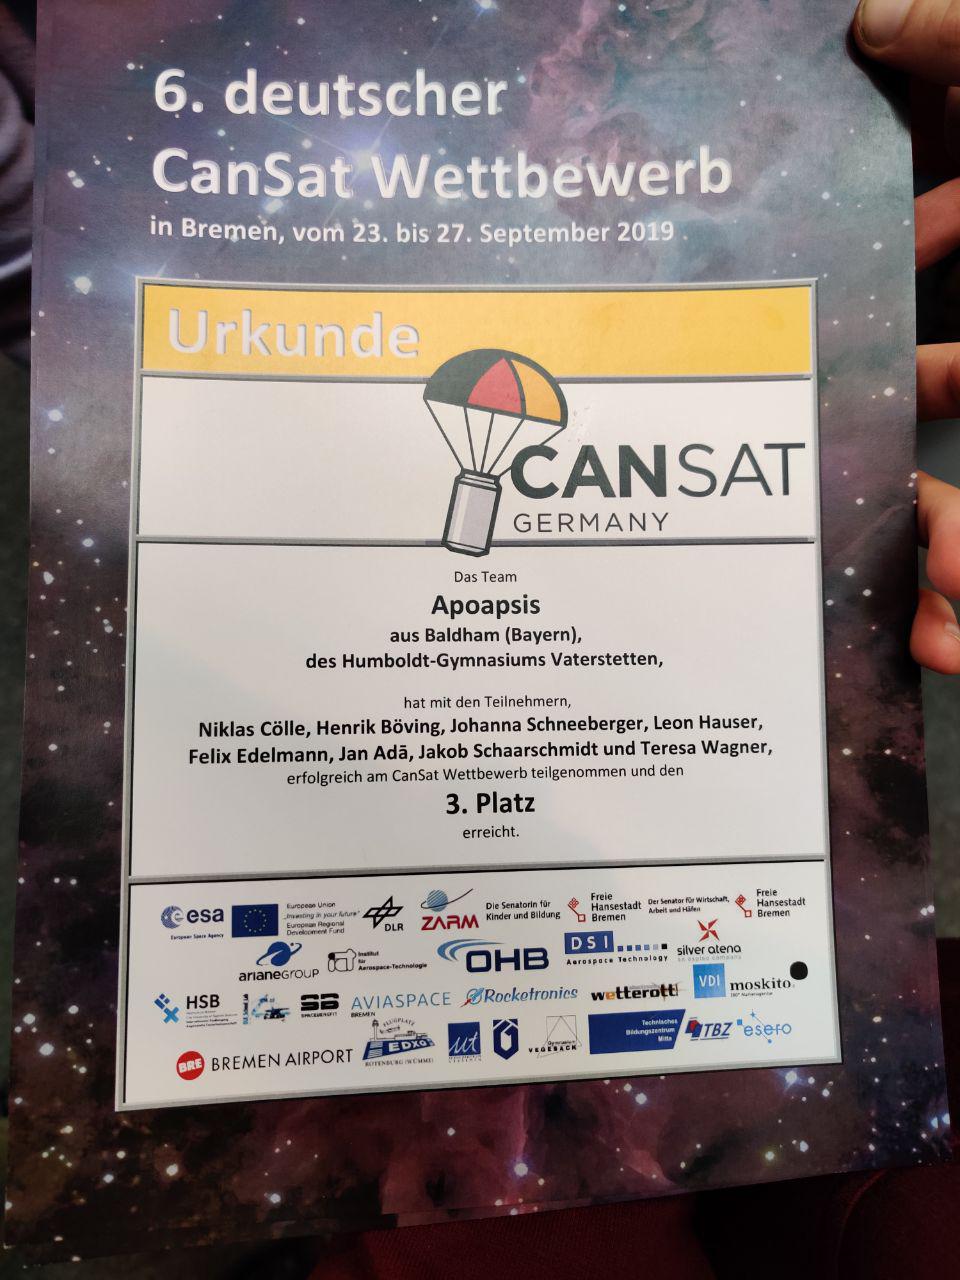 6. deutscher
CanSat Wettbewerb
in Bremen, vom 23. bis 27. September 2019
Urkunde
CANSAT
GERMANY
Das Team
Apoapsis
aus Baldham (Bayern),
des Humboldt-Gymnasiums Vaterstetten,
hat mit den Teilnehmern,
Niklas Cölle, Henrik Böving, Johanna Schneeberger, Leon Hauser,
Felix Edelmann, Jan Adā, Jakob Schaarschmidt und Teresa Wagner,
erfolgreich am CanSat Wettbewerb teilgenommen und den
3. Platz
erreicht.
esa
European Space Agency
European Union
„Investing in your future"
European Regional
Development Fund
DLR
ZARM
Die Senatorin für
Kinder und Bildung
Freie
Hansestadt
Bremen
Der Senator für Wirtschaft,
Arbeit und Häfen
Freie
Hansestadt
Bremen
arianeGROUP
Institut
für
Aerospace-Technologie
OHB
DSI
Aerospace Technology
silver atena
HSB
SB
AVIASPACE
BREMEN
Rocketronics
wetterott
VDI
moskito
BRE
BREMEN AIRPORT
FLUGPLATZ
EDXQ
ROTENBURG (WÜMME)
ut
Gymnasium
VEGESACK
Technisches
Bildungszentrum
Mitte
TBZ
esero